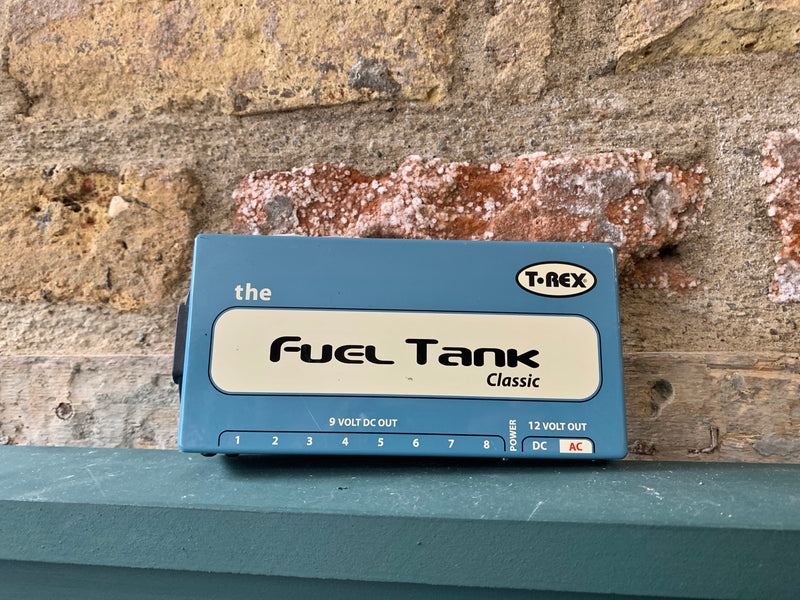 T•REX
the
Fuel Tank
Classic
9 VOLT DC OUT
1 2 3 4 5 6 7 8
POWER
12 VOLT OUT
DC AC